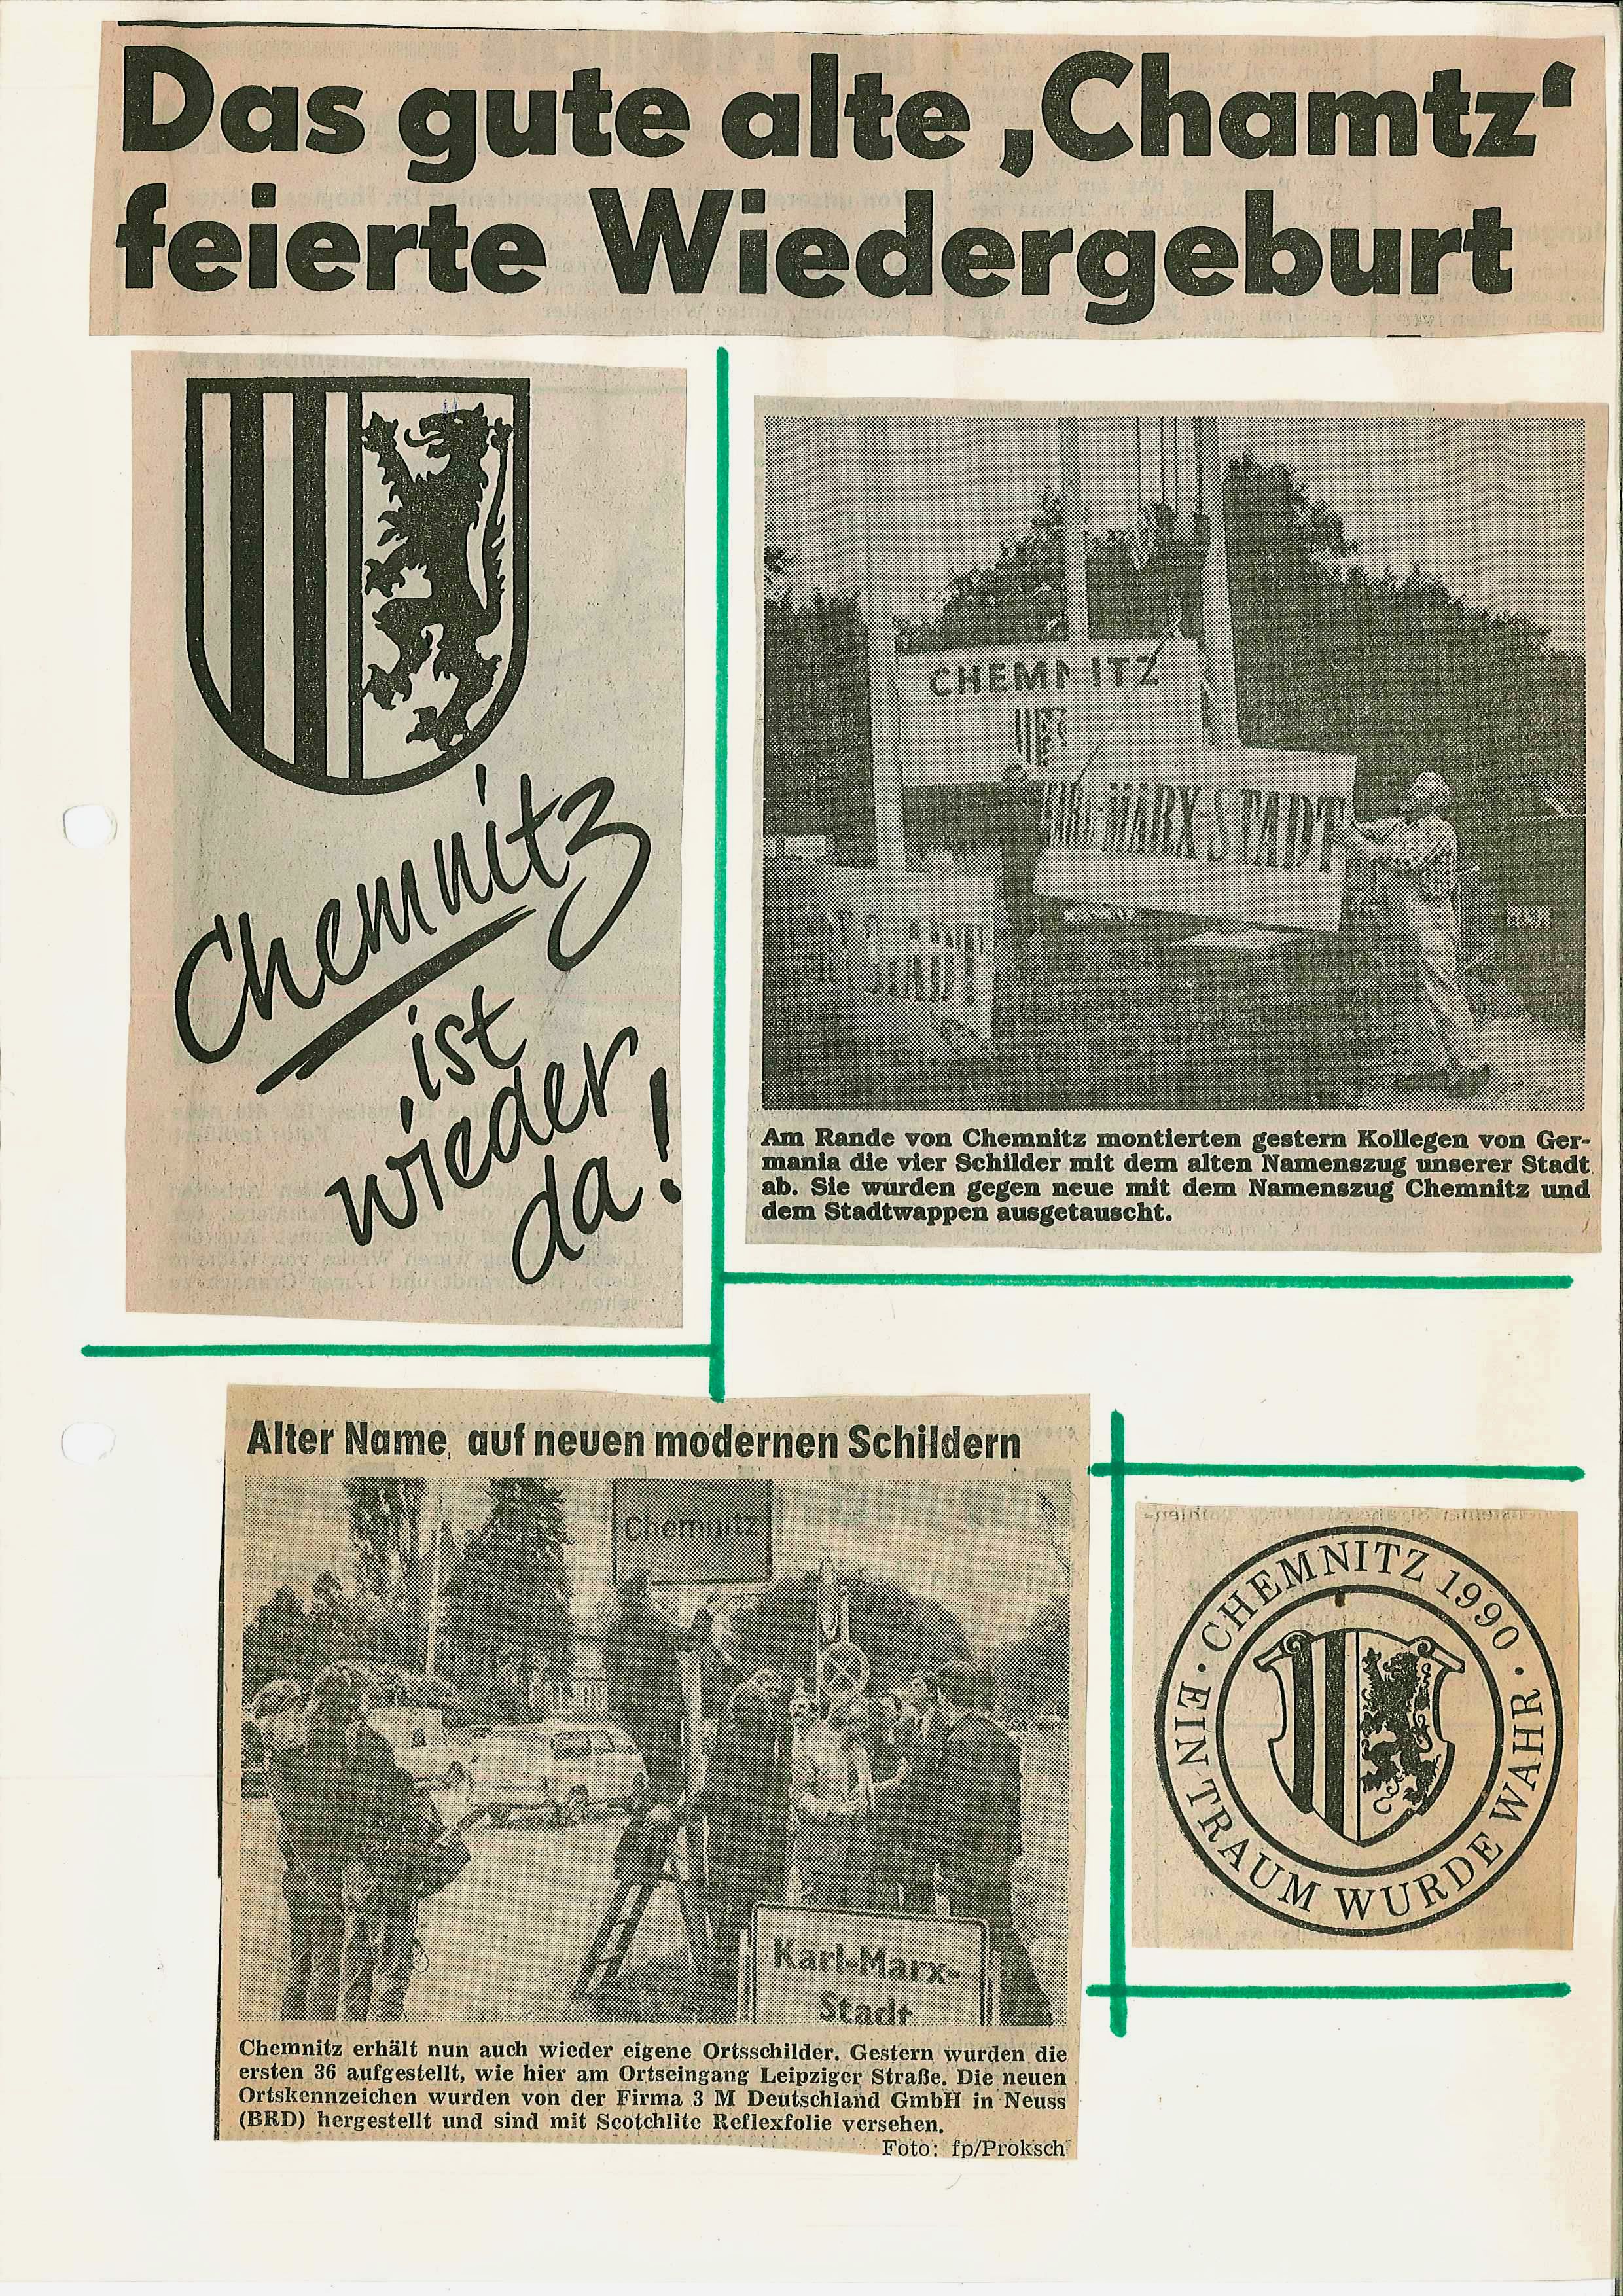 Das gute alte ‚Chamtz‘
feierte Wiedergeburt
Chemnitz
ist
wieder
da!
CHEMNITZ
KARL-MARX-STADT
STADT
Am Rande von Chemnitz montierten gestern Kollegen von Ger-
mania die vier Schilder mit dem alten Namenszug unserer Stadt
ab. Sie wurden gegen neue mit dem Namenszug Chemnitz und
dem Stadtwappen ausgetauscht.
Alter Name auf neuen modernen Schildern
Chemnitz
Karl-Marx-
Stadt
Chemnitz erhält nun auch wieder eigene Ortsschilder. Gestern wurden die
ersten 36 aufgestellt, wie hier am Ortseingang Leipziger Straße. Die neuen
Ortskennzeichen wurden von der Firma 3 M Deutschland GmbH in Neuss
(BRD) hergestellt und sind mit Scotchlite Reflexfolie versehen.
Foto: fp/Proksch
· CHEMNITZ 1990 ·
EIN TRAUM WURDE WAHR